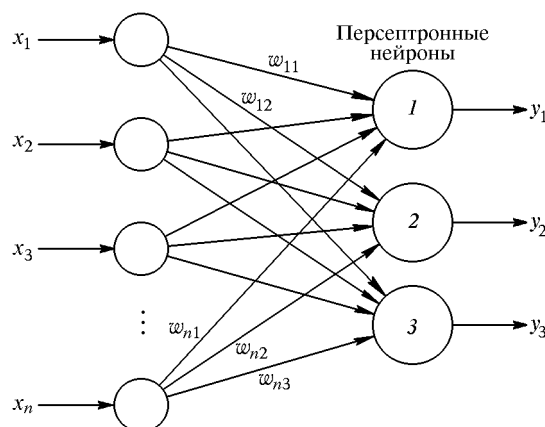 Персептронные
нейроны
x1
w11
1
y1
w12
x2
2
y2
x3
3
y3
⋮
wn1
wn2
wn3
xn